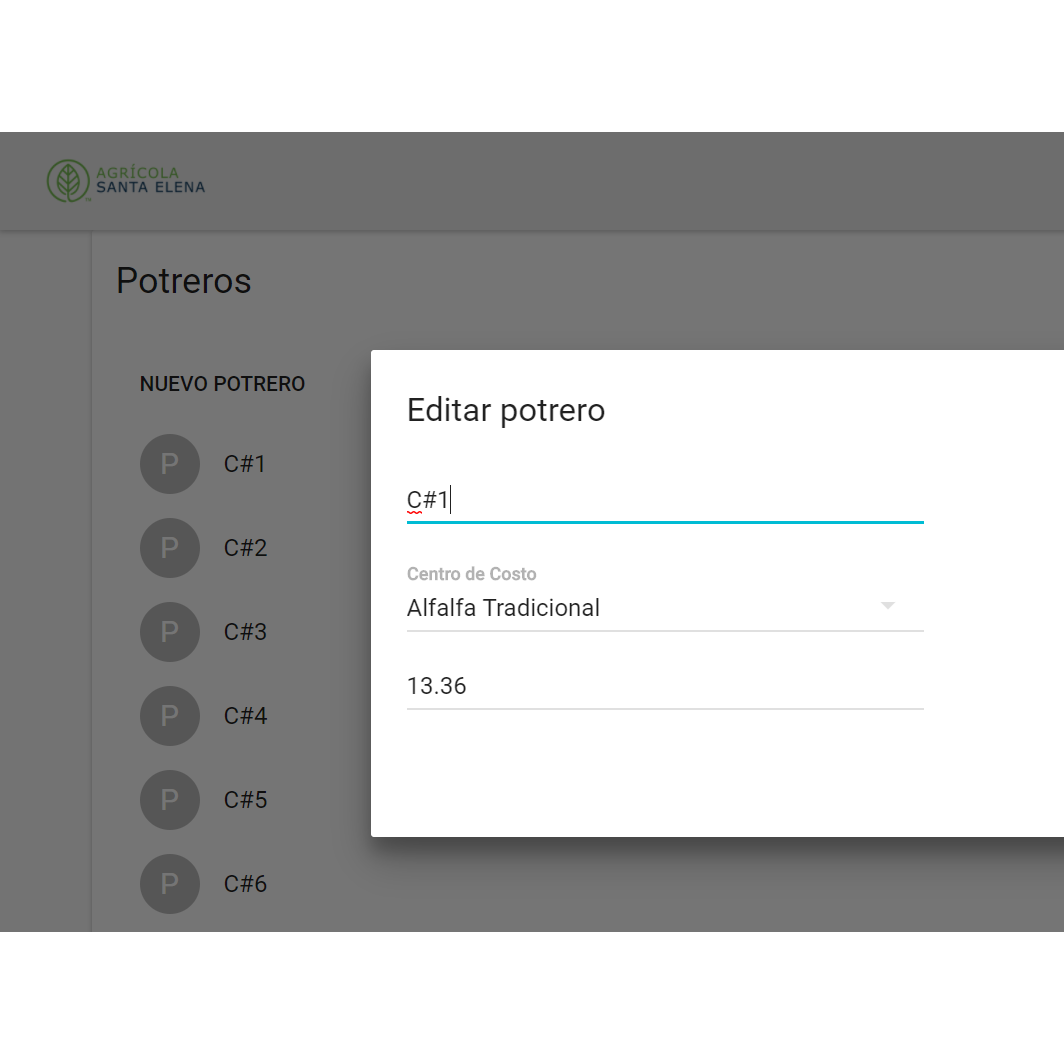 AGRÍCOLA
SANTA ELENA
Potreros
NUEVO POTRERO
P C#1
P C#2
P C#3
P C#4
P C#5
P C#6
Editar potrero
C#1
Centro de Costo
Alfalfa Tradicional
13.36